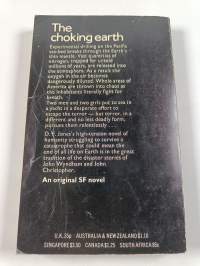 The
choking earth
Experimental drilling on the Pacific
sea-bed breaks through the Earth's
thin mantle. Vast quantities of
nitrogen, trapped for untold
millions of years, are released into
the atmosphere. As a result the
oxygen in the air becomes
dangerously diluted. Whole areas of
America are thrown into chaos as
the inhabitants literally fight for
breath.
Two men and two girls put to sea in a
yacht in a desperate effort to
escape the terror — but terror, in a
different and no less deadly form,
pursues them relentlessly . . .
D. F. Jones's high-tension novel of
humanity struggling to survive a
catastrophe that could mean the
end of all life on Earth is in the great
tradition of the disaster stories of
John Wyndham and John
Christopher.
An original SF novel
U.K. 35p · AUSTRALIA & NEW ZEALAND $1.10
SINGAPORE $3.50 CANADA $1.25 SOUTH AFRICA 85c